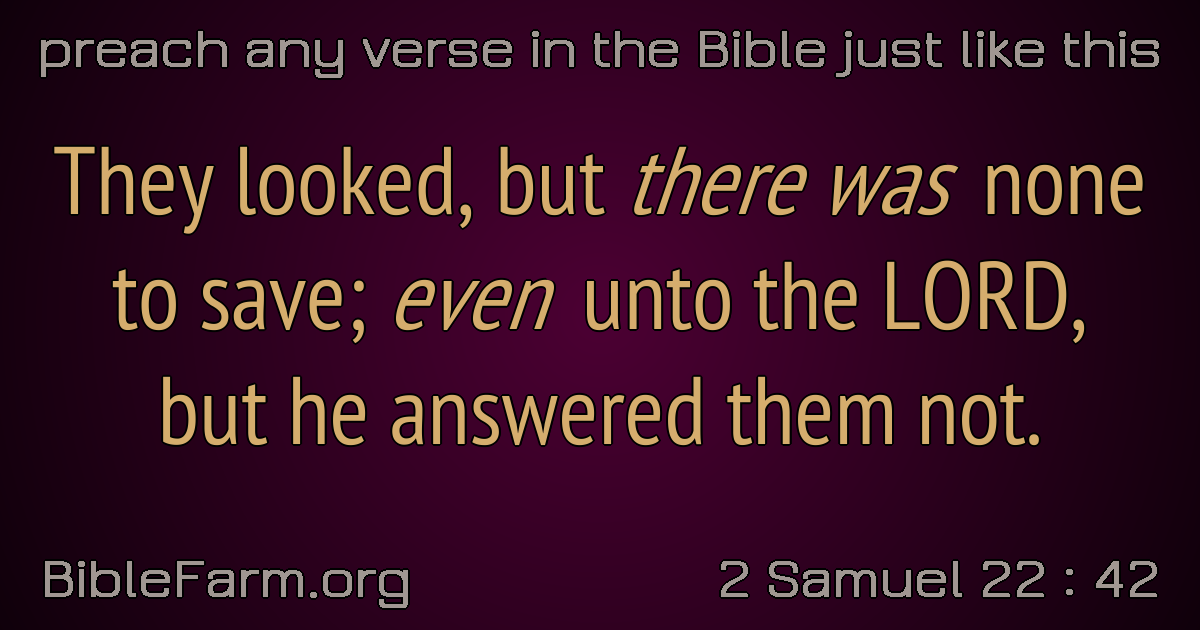 preach any verse in the Bible just like this
They looked, but there was none
to save; even unto the LORD,
but he answered them not.
BibleFarm.org
2 Samuel 22 : 42